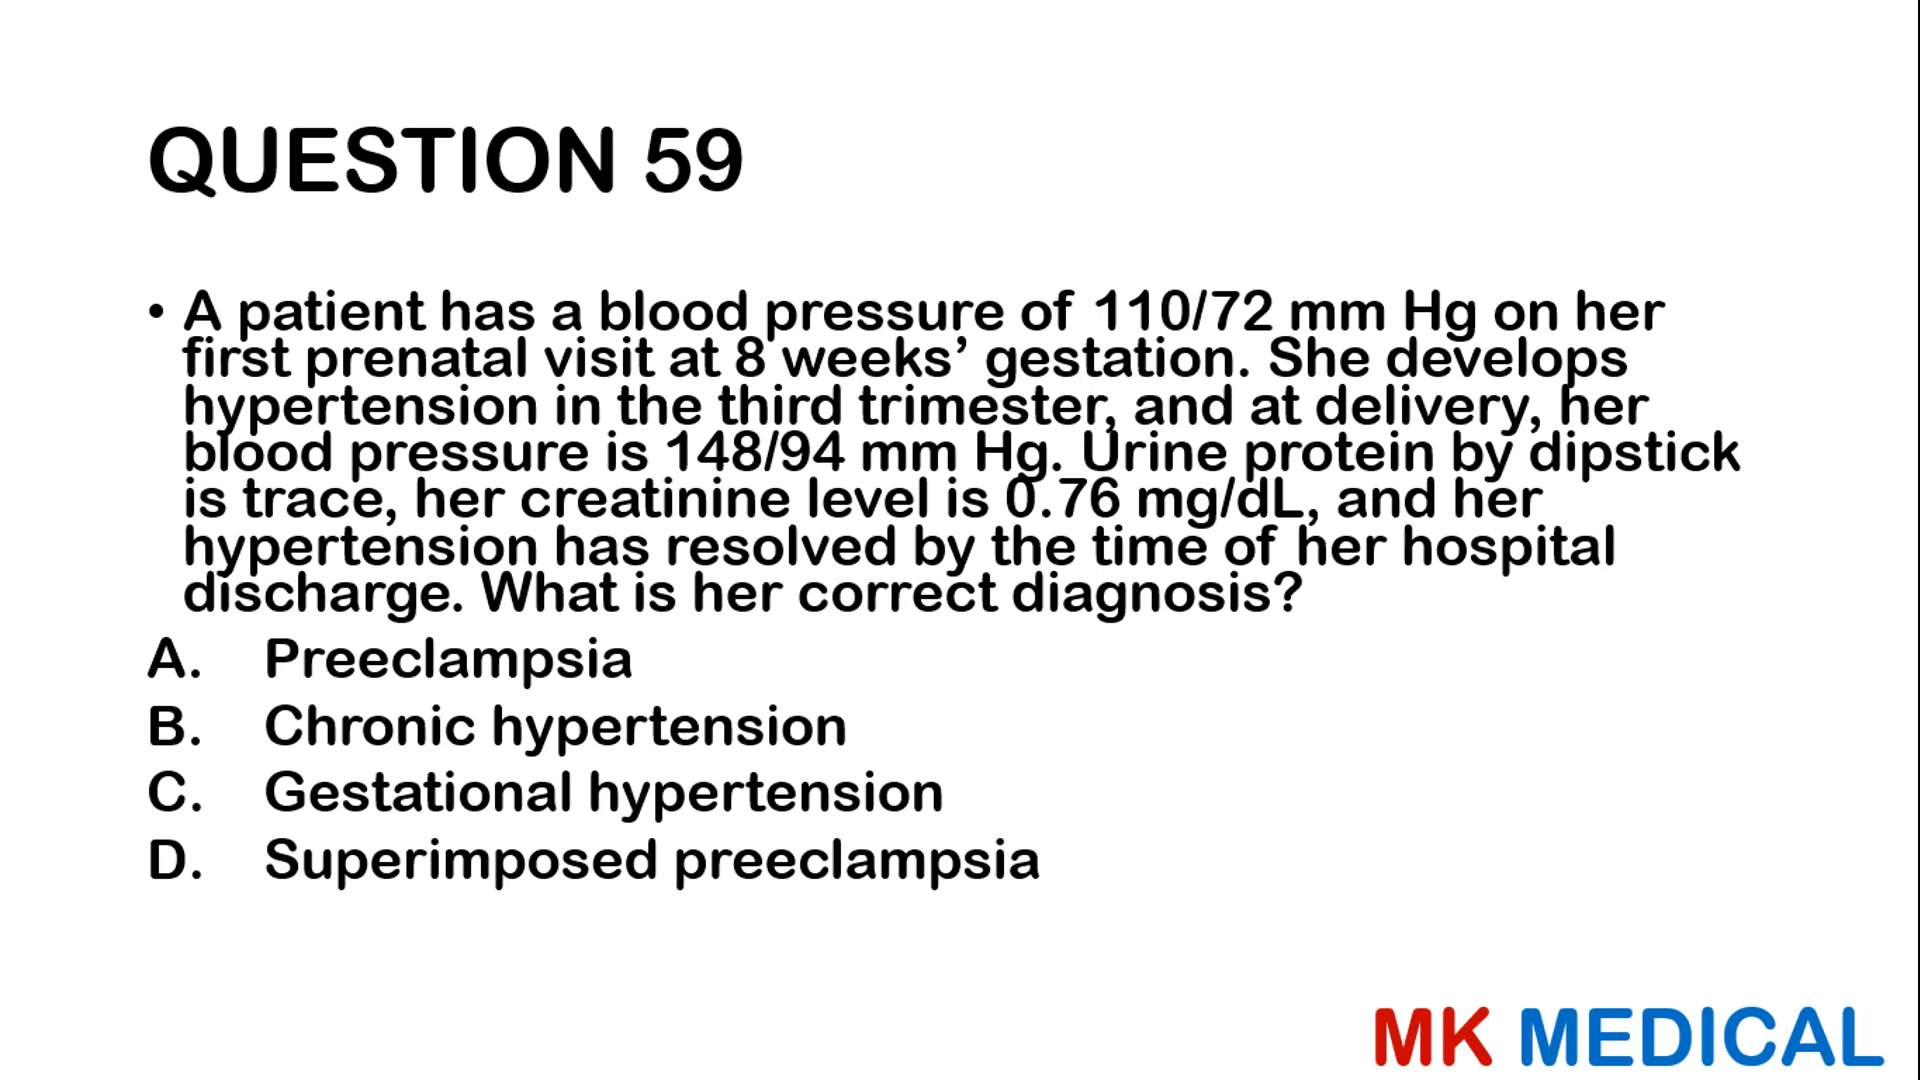 QUESTION 59
• A patient has a blood pressure of 110/72 mm Hg on her
first prenatal visit at 8 weeks’ gestation. She develops
hypertension in the third trimester, and at delivery, her
blood pressure is 148/94 mm Hg. Urine protein by dipstick
is trace, her creatinine level is 0.76 mg/dL, and her
hypertension has resolved by the time of her hospital
discharge. What is her correct diagnosis?
A. Preeclampsia
B. Chronic hypertension
C. Gestational hypertension
D. Superimposed preeclampsia
MK MEDICAL